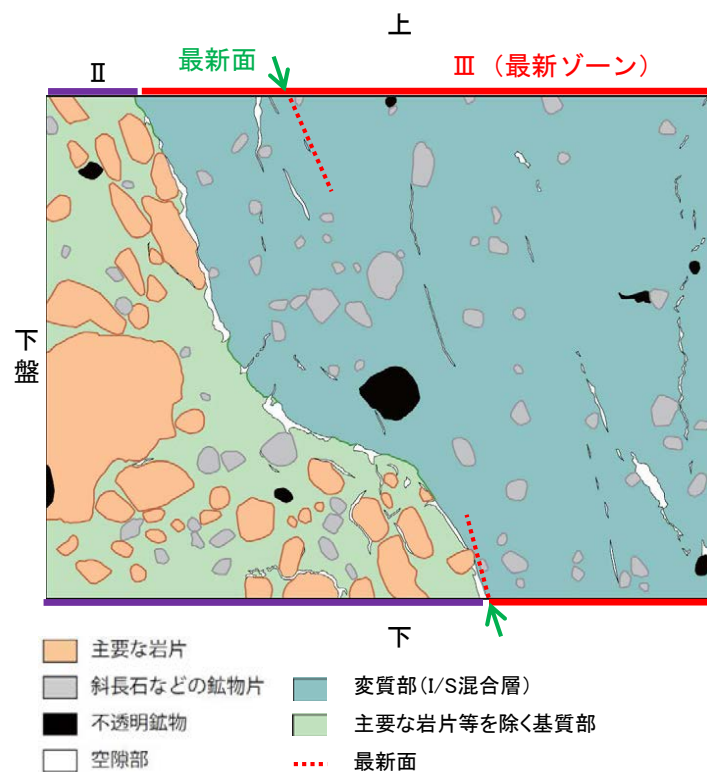 上
最新面
Ⅱ
Ⅲ（最新ゾーン）
下盤
下
主要な岩片
斜長石などの鉱物片
不透明鉱物
空隙部
変質部(I/S混合層)
主要な岩片等を除く基質部
最新面